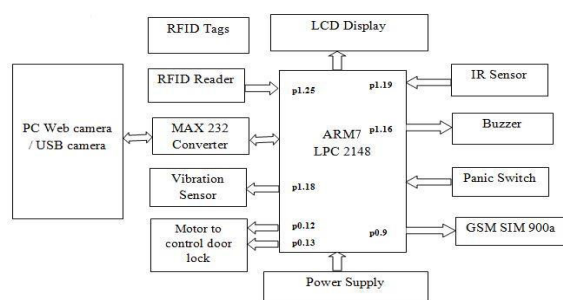 RFID Tags
LCD Display
RFID Reader
p1.25
p1.19
IR Sensor
PC Web camera
/ USB camera
MAX 232
Converter
ARM7
LPC 2148
p1.16
Buzzer
Vibration
Sensor
p1.18
Panic Switch
Motor to
control door
lock
p0.12
p0.13
p0.9
GSM SIM 900a
Power Supply